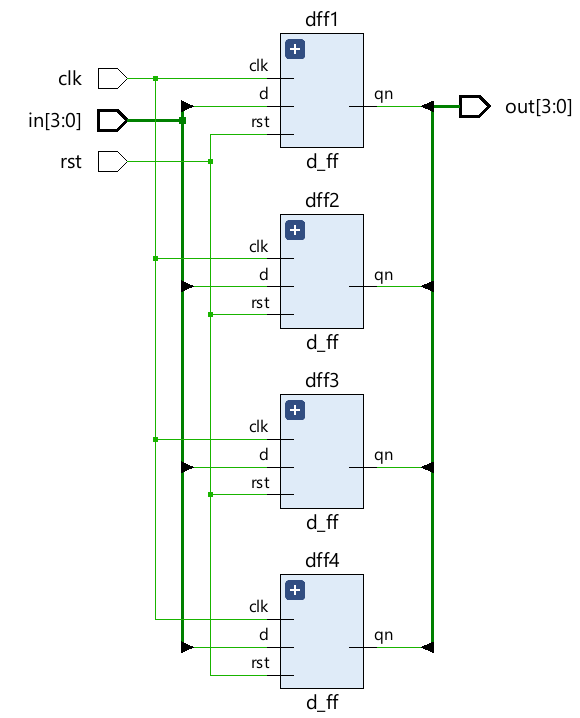 dff1
clk
clk
d
qn
in[3:0]
out[3:0]
rst
rst
d_ff
dff2
clk
d
qn
rst
d_ff
dff3
clk
d
qn
rst
d_ff
dff4
clk
d
qn
rst
d_ff